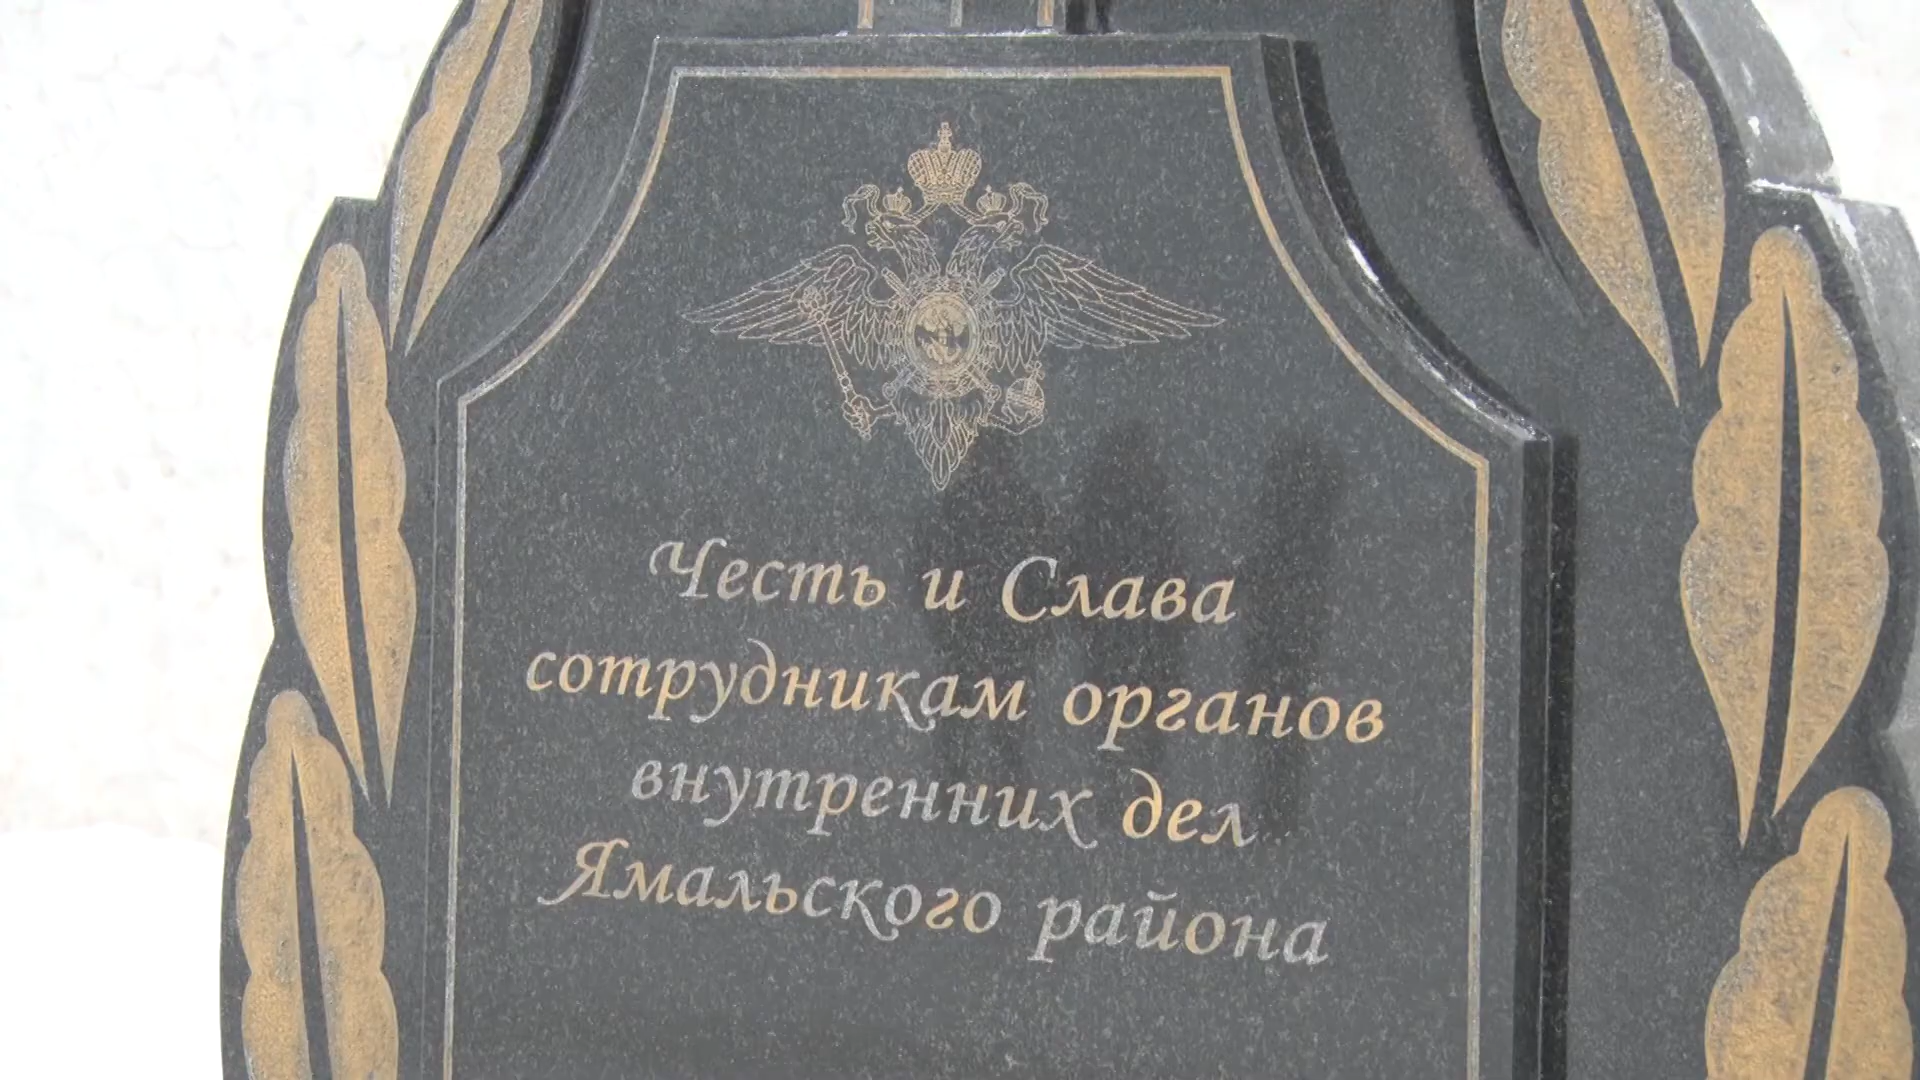 Честь и Слава
сотрудникам органов
внутренних дел
Ямальского района